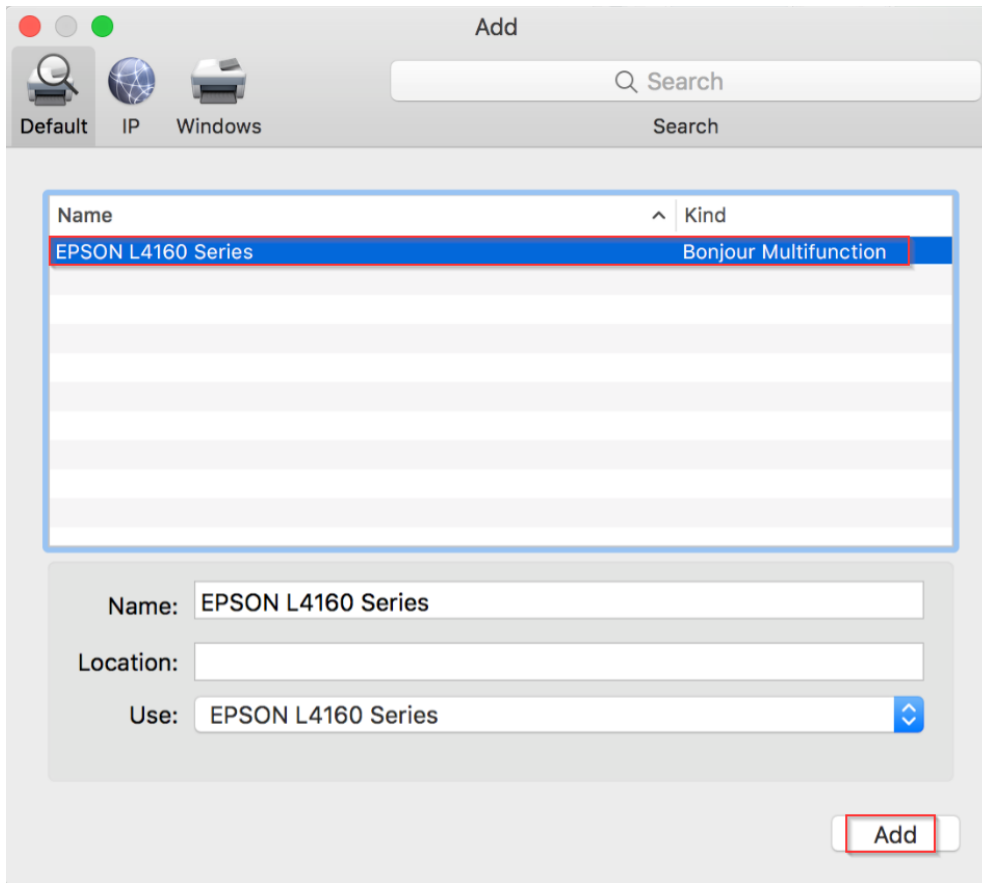 Add
Search
Default IP Windows Search
Name Kind
EPSON L4160 Series Bonjour Multifunction
Name: EPSON L4160 Series
Location:
Use: EPSON L4160 Series
Add